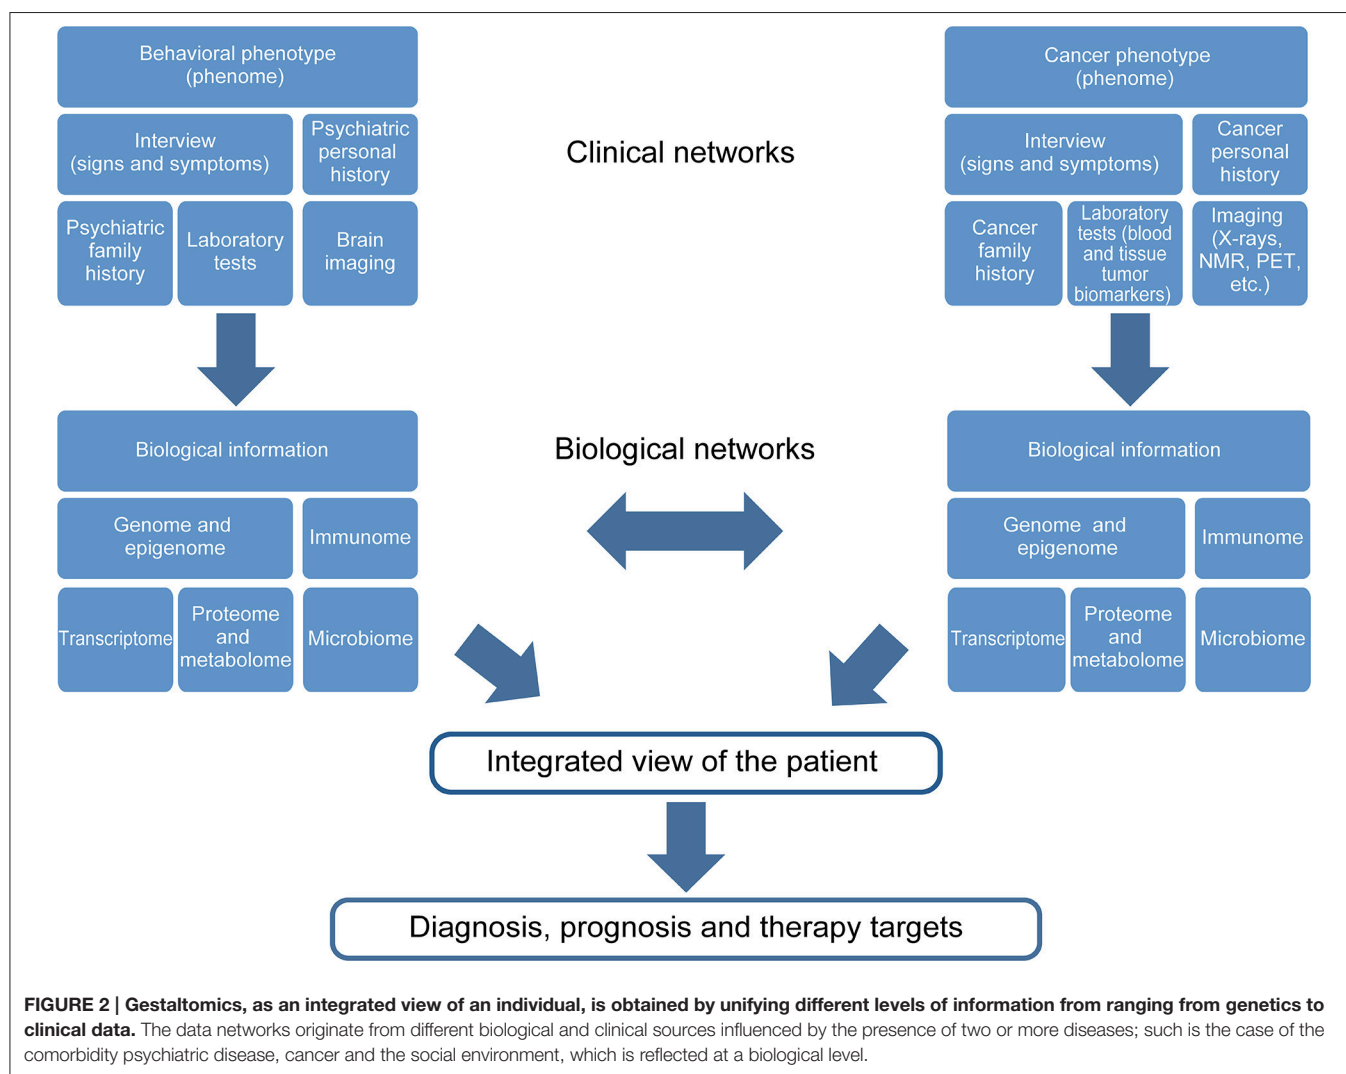 Behavioral phenotype
(phenome)
Interview
(signs and symptoms)
Psychiatric
personal
history
Psychiatric
family
history
Laboratory
tests
Brain
imaging
Clinical networks
Cancer phenotype
(phenome)
Interview
(signs and symptoms)
Cancer
personal
history
Cancer
family
history
Laboratory
tests (blood
and tissue
tumor
biomarkers)
Imaging
(X-rays,
NMR, PET,
etc.)
Biological information
Genome and
epigenome
Immunome
Transcriptome
Proteome
and
metabolome
Microbiome
Biological networks
Biological information
Genome and
epigenome
Immunome
Transcriptome
Proteome
and
metabolome
Microbiome
Integrated view of the patient
Diagnosis, prognosis and therapy targets
FIGURE 2 | Gestaltomics, as an integrated view of an individual, is obtained by unifying different levels of information from ranging from genetics to
clinical data. The data networks originate from different biological and clinical sources influenced by the presence of two or more diseases; such is the case of the
comorbidity psychiatric disease, cancer and the social environment, which is reflected at a biological level.